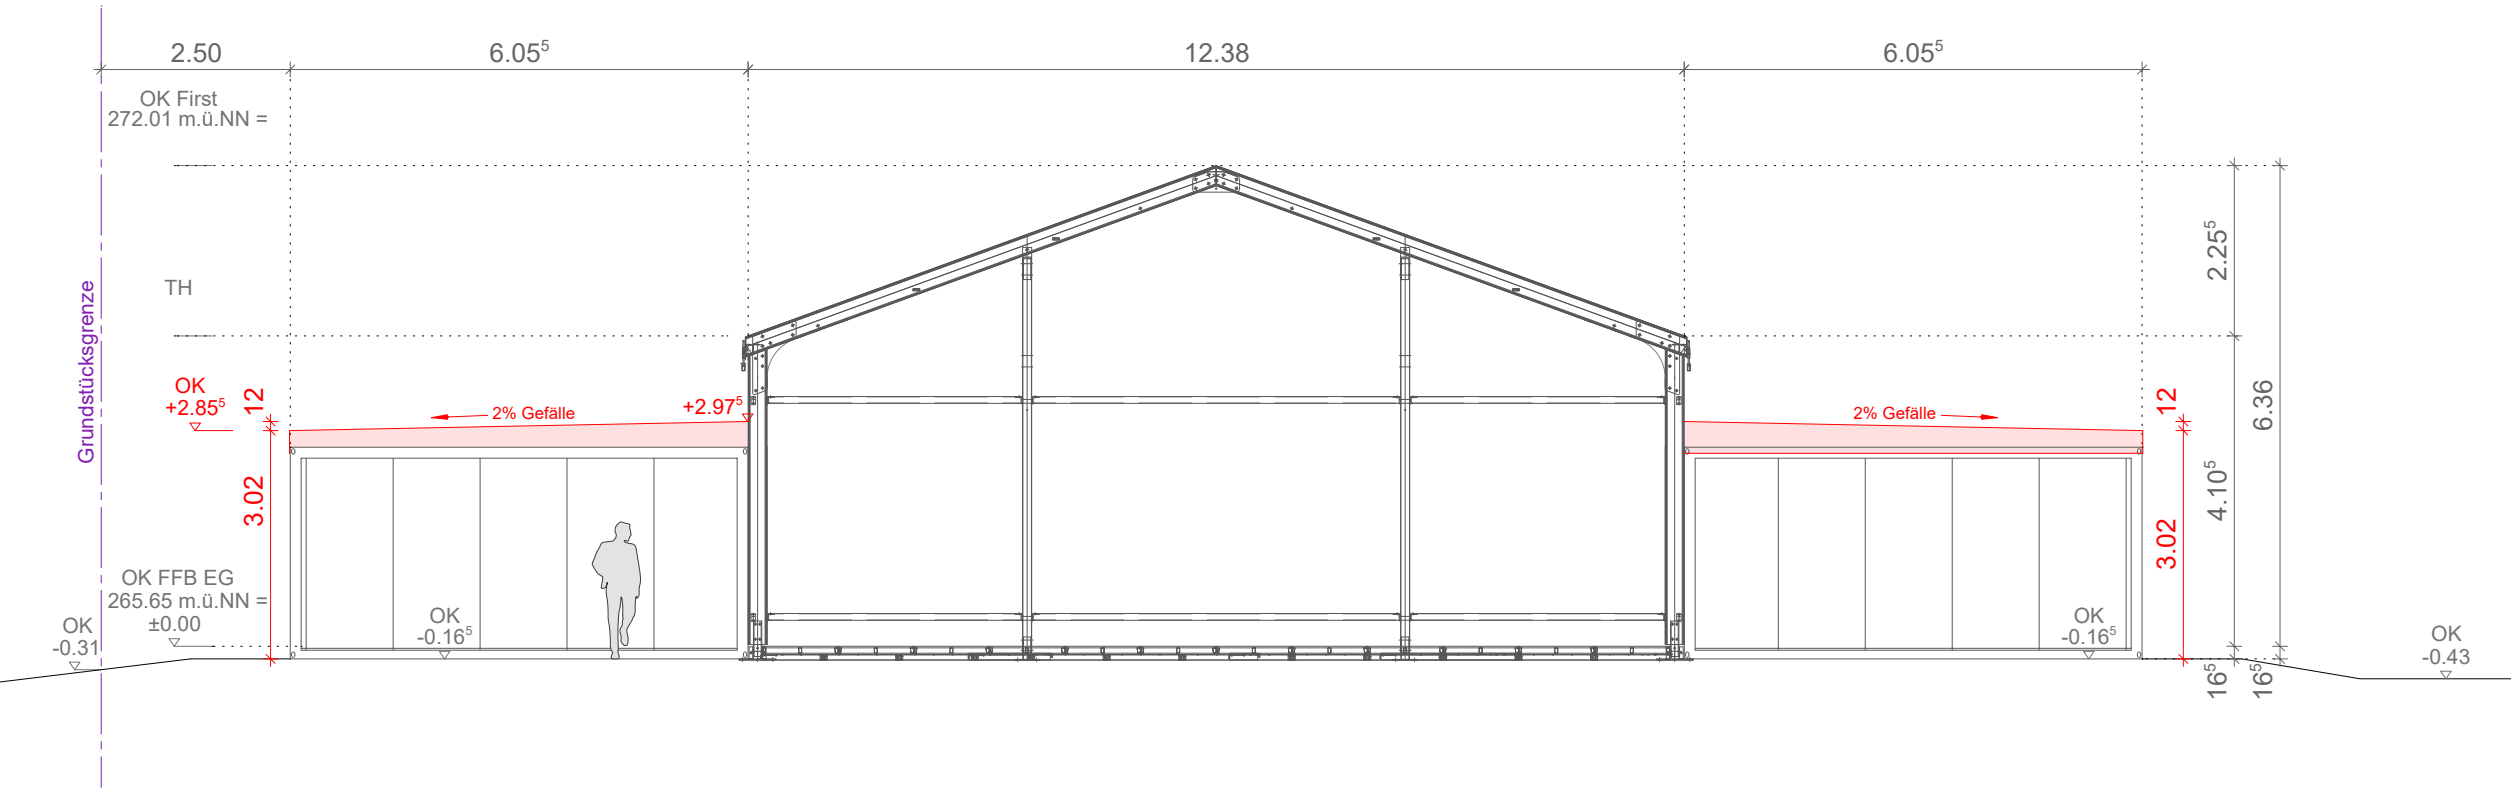 2.50
6.05⁵
12.38
6.05⁵
OK First
272.01 m.ü.NN =
Grundstücksgrenze
TH
2.25⁵
6.36
4.10⁵
16⁵
16⁵
OK
+2.85⁵
12
2% Gefälle
+2.97⁵
2% Gefälle
12
3.02
3.02
OK FFB EG
265.65 m.ü.NN =
±0.00
OK
-0.31
OK
-0.16⁵
OK
-0.16⁵
OK
-0.43